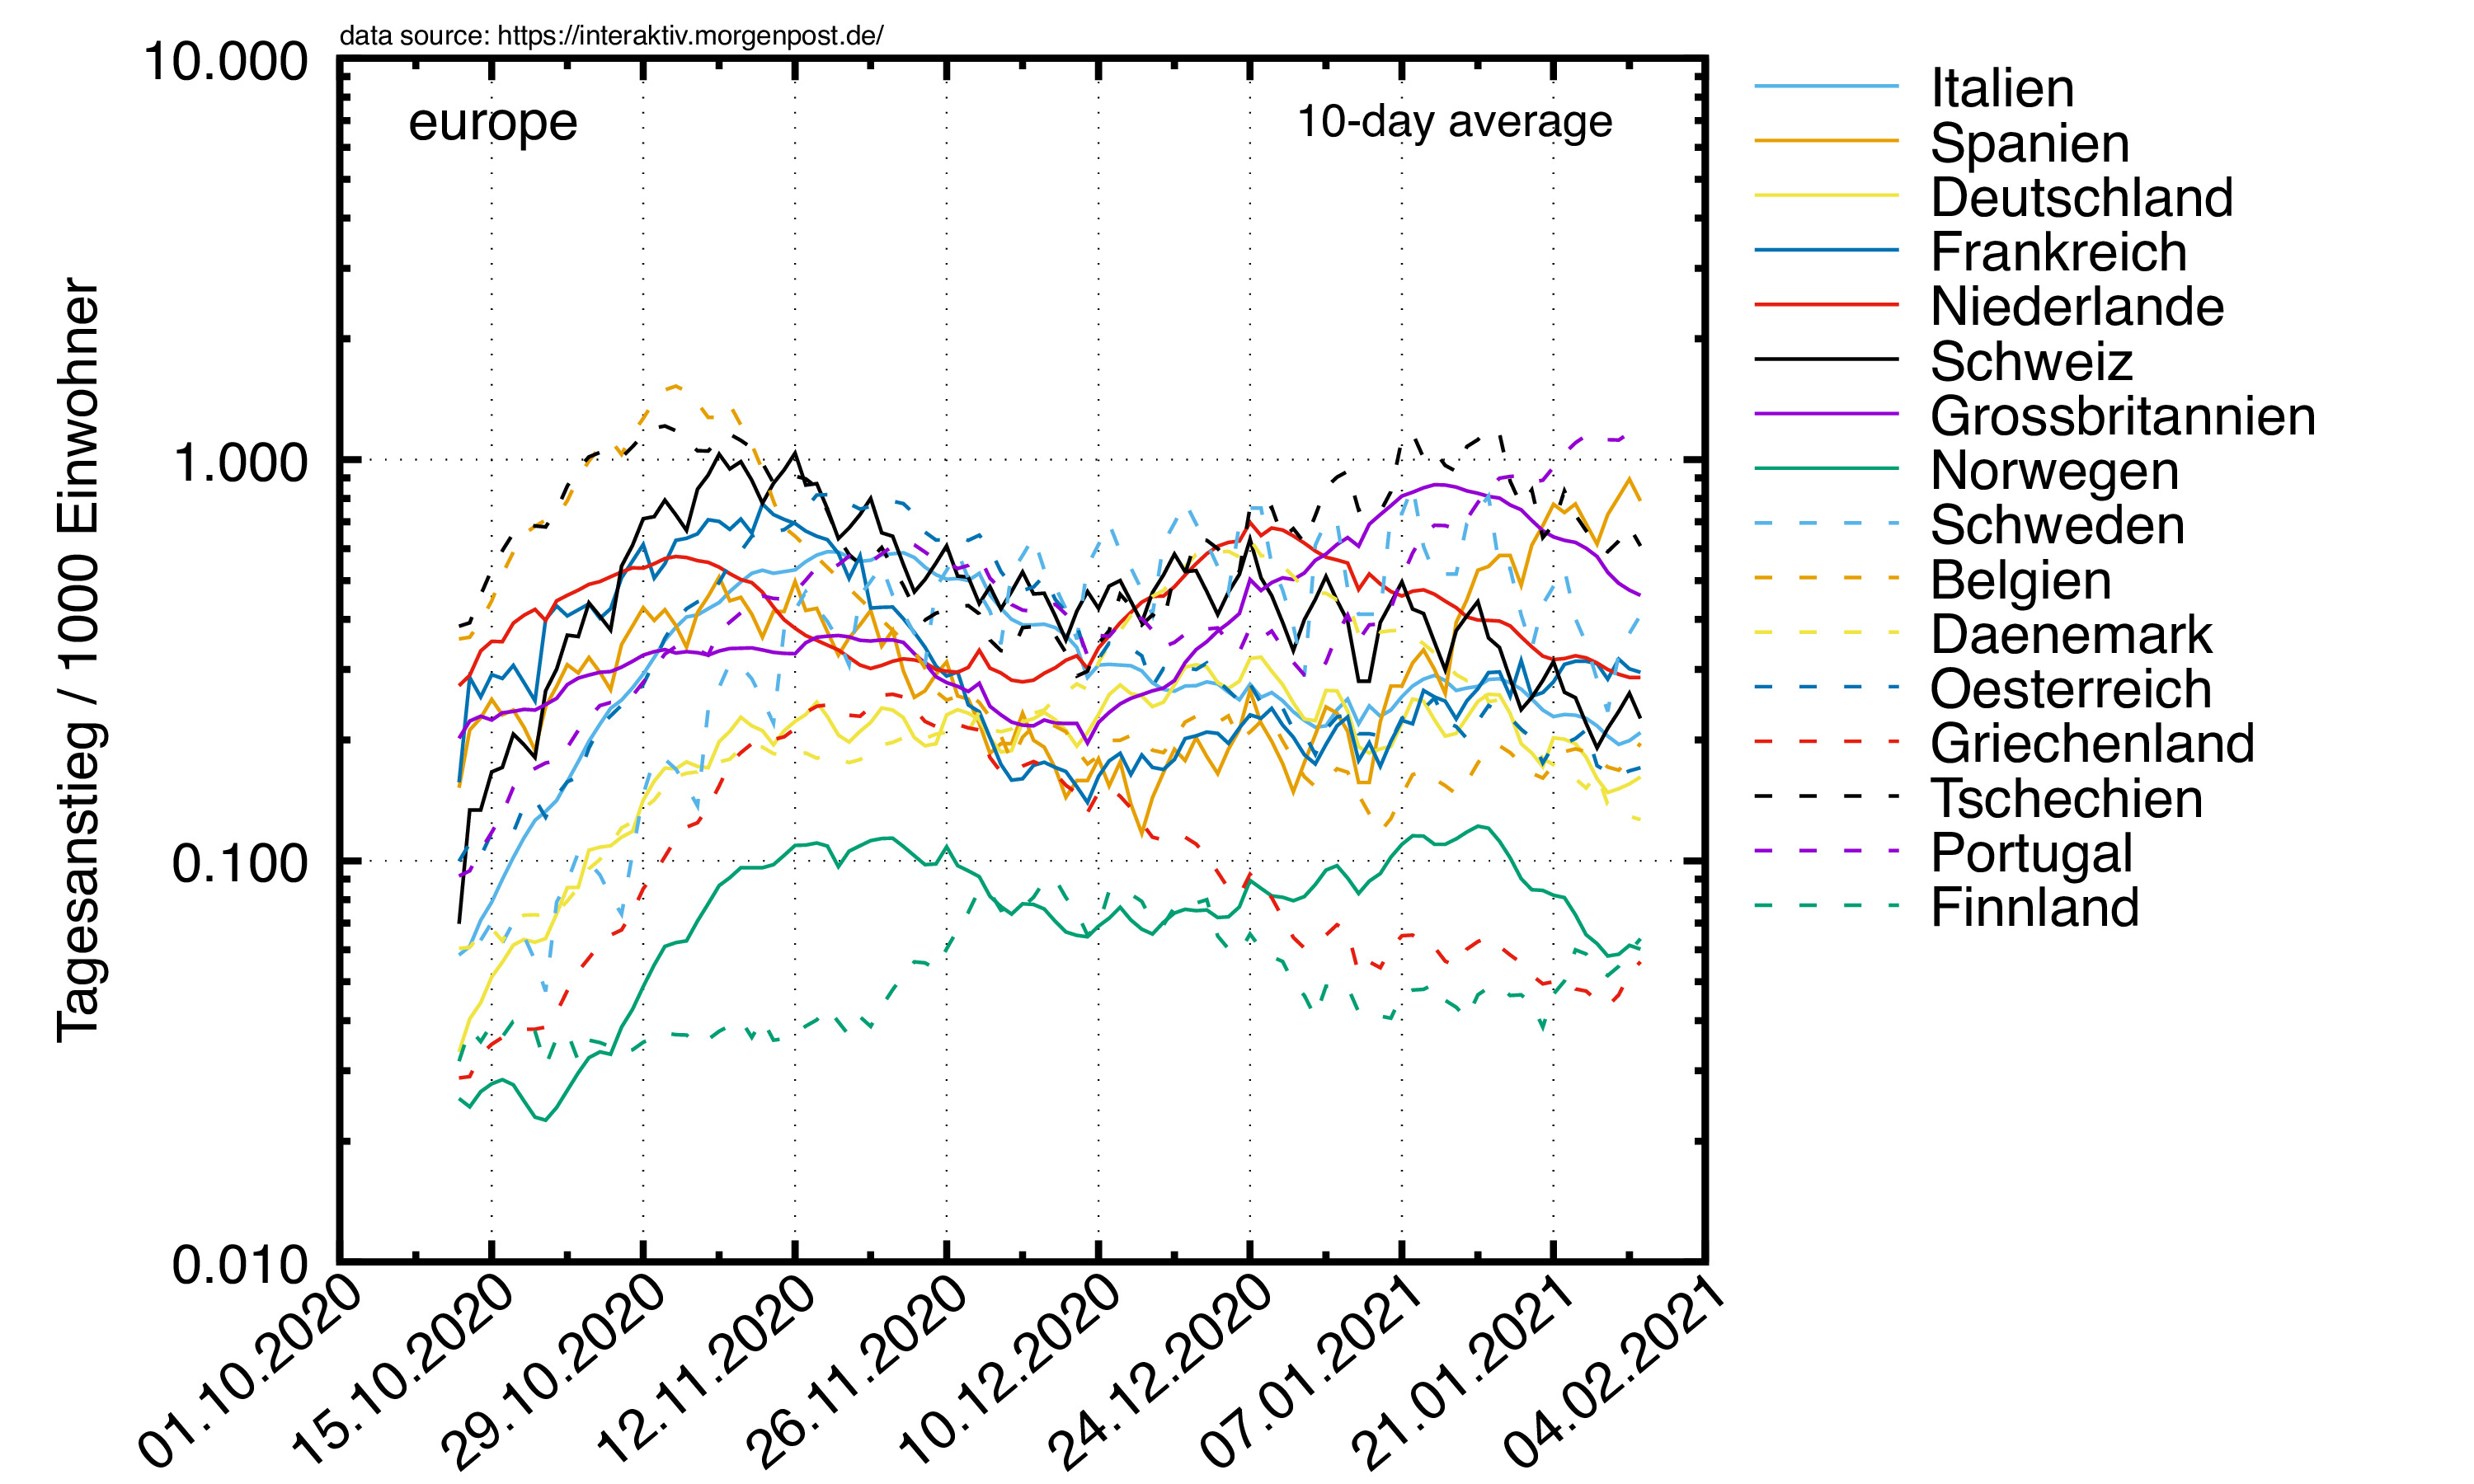 data source: https://interaktiv.morgenpost.de/
europe
10-day average
Tagesanstieg / 1000 Einwohner
10.000
1.000
0.100
0.010
01.10.2020
15.10.2020
29.10.2020
12.11.2020
26.11.2020
10.12.2020
24.12.2020
07.01.2021
21.01.2021
04.02.2021
Italien
Spanien
Deutschland
Frankreich
Niederlande
Schweiz
Grossbritannien
Norwegen
Schweden
Belgien
Daenemark
Oesterreich
Griechenland
Tschechien
Portugal
Finnland